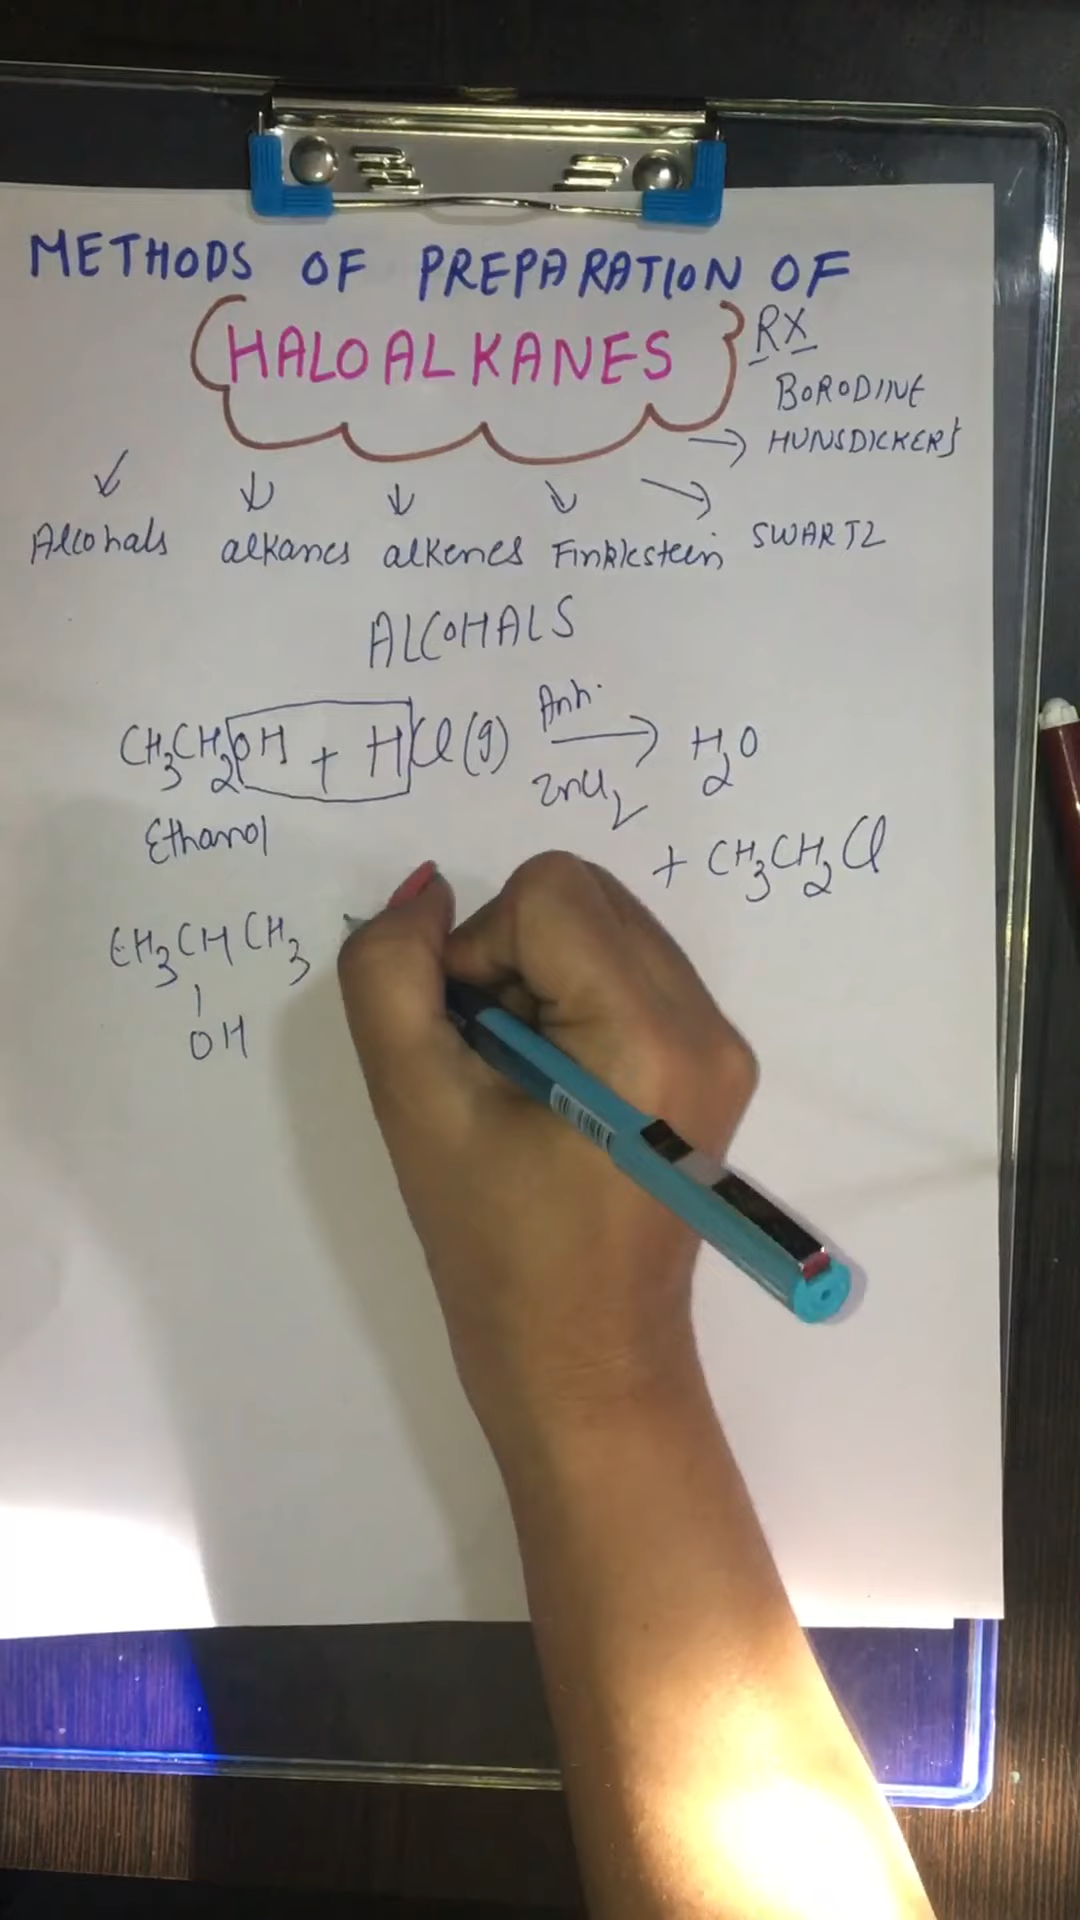 METHODS OF PREPARATION OF
HALOALKANES RX
BORODINE
HUNSDICKER
Alcohals alkanes alkenes Finklestein SWARTZ
ALCOHALS
CH3CH2OH + HCl(g) Anh. ZnCl2 H2O
Ethanol
+ CH3CH2Cl
CH3CHCH3
OH